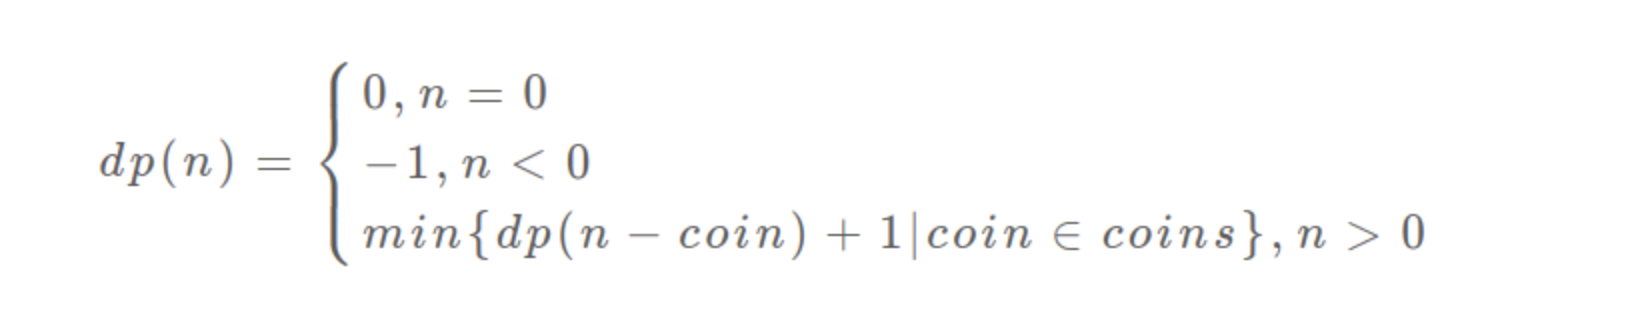 dp(n) = { 0, n = 0
−1, n < 0
min{dp(n − coin) + 1|coin ∈ coins}, n > 0